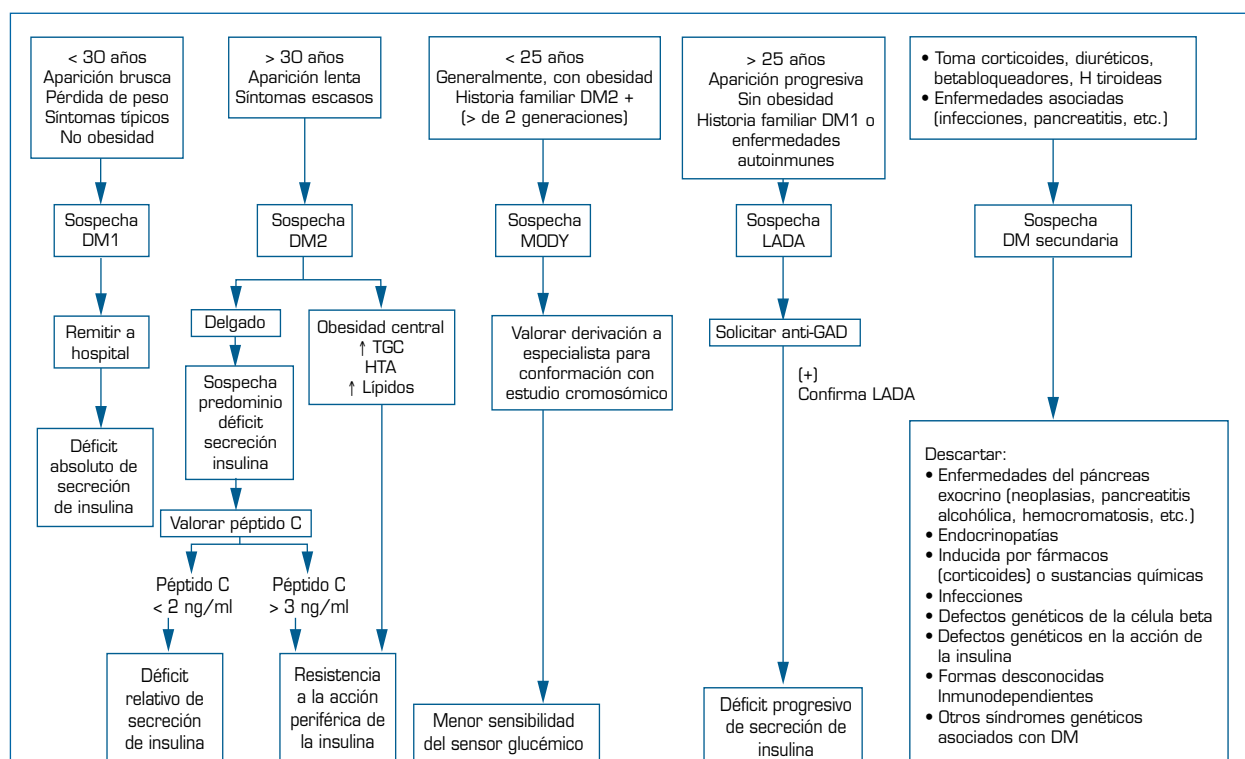 < 30 años
Aparición brusca
Pérdida de peso
Síntomas típicos
No obesidad
Sospecha
DM1
Remitir a
hospital
Déficit
absoluto de
secreción
de insulina
> 30 años
Aparición lenta
Síntomas escasos
Sospecha
DM2
Delgado
Sospecha
predominio
déficit
secreción
insulina
Valorar péptido C
Péptido C
< 2 ng/ml
Déficit
relativo de
secreción
de insulina
Péptido C
> 3 ng/ml
Obesidad central
↑ TGC
HTA
↑ Lípidos
Resistencia
a la acción
periférica de
la insulina
< 25 años
Generalmente, con obesidad
Historia familiar DM2 +
(> de 2 generaciones)
Sospecha
MODY
Valorar derivación a
especialista para
conformación con
estudio cromosómico
Menor sensibilidad
del sensor glucémico
> 25 años
Aparición progresiva
Sin obesidad
Historia familiar DM1 o
enfermedades
autoinmunes
Sospecha
LADA
Solicitar anti-GAD
(+)
Confirma LADA
Déficit progresivo
de secreción de
insulina
• Toma corticoides, diuréticos,
betabloqueadores, H tiroideas
• Enfermedades asociadas
(infecciones, pancreatitis, etc.)
Sospecha
DM secundaria
Descartar:
• Enfermedades del páncreas
exocrino (neoplasias, pancreatitis
alcohólica, hemocromatosis, etc.)
• Endocrinopatías
• Inducida por fármacos
(corticoides) o sustancias químicas
• Infecciones
• Defectos genéticos de la célula beta
• Defectos genéticos en la acción de
la insulina
• Formas desconocidas
Inmunodependientes
• Otros síndromes genéticos
asociados con DM